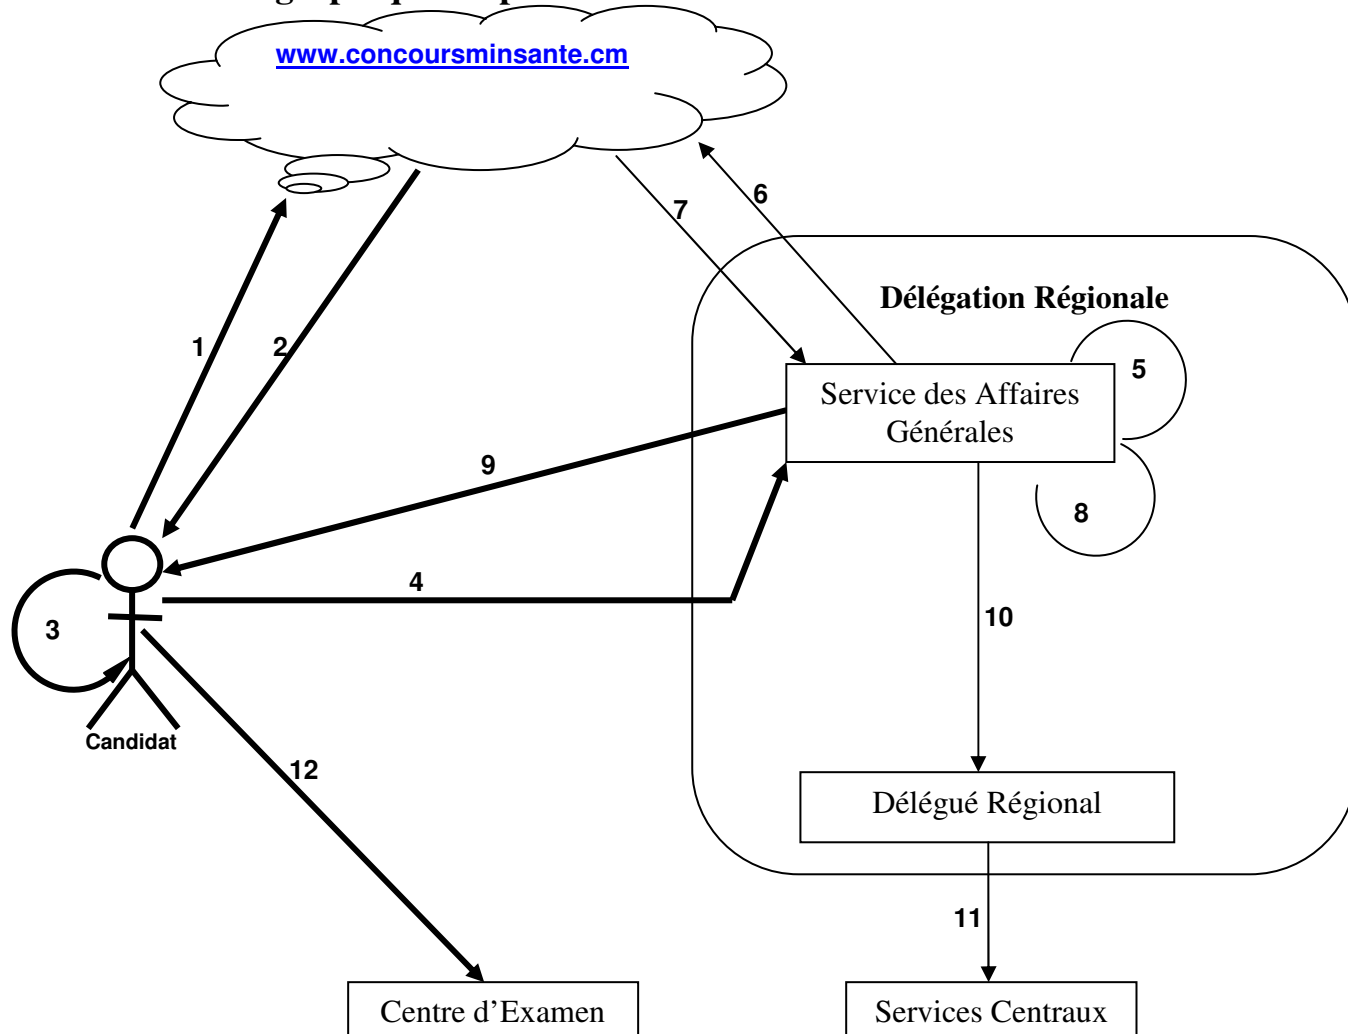 www.concoursminsante.cm
6
7
Délégation Régionale
1
2
5
Service des Affaires
Générales
9
8
4
10
3
Candidat
12
Délégué Régional
11
Centre d’Examen
Services Centraux